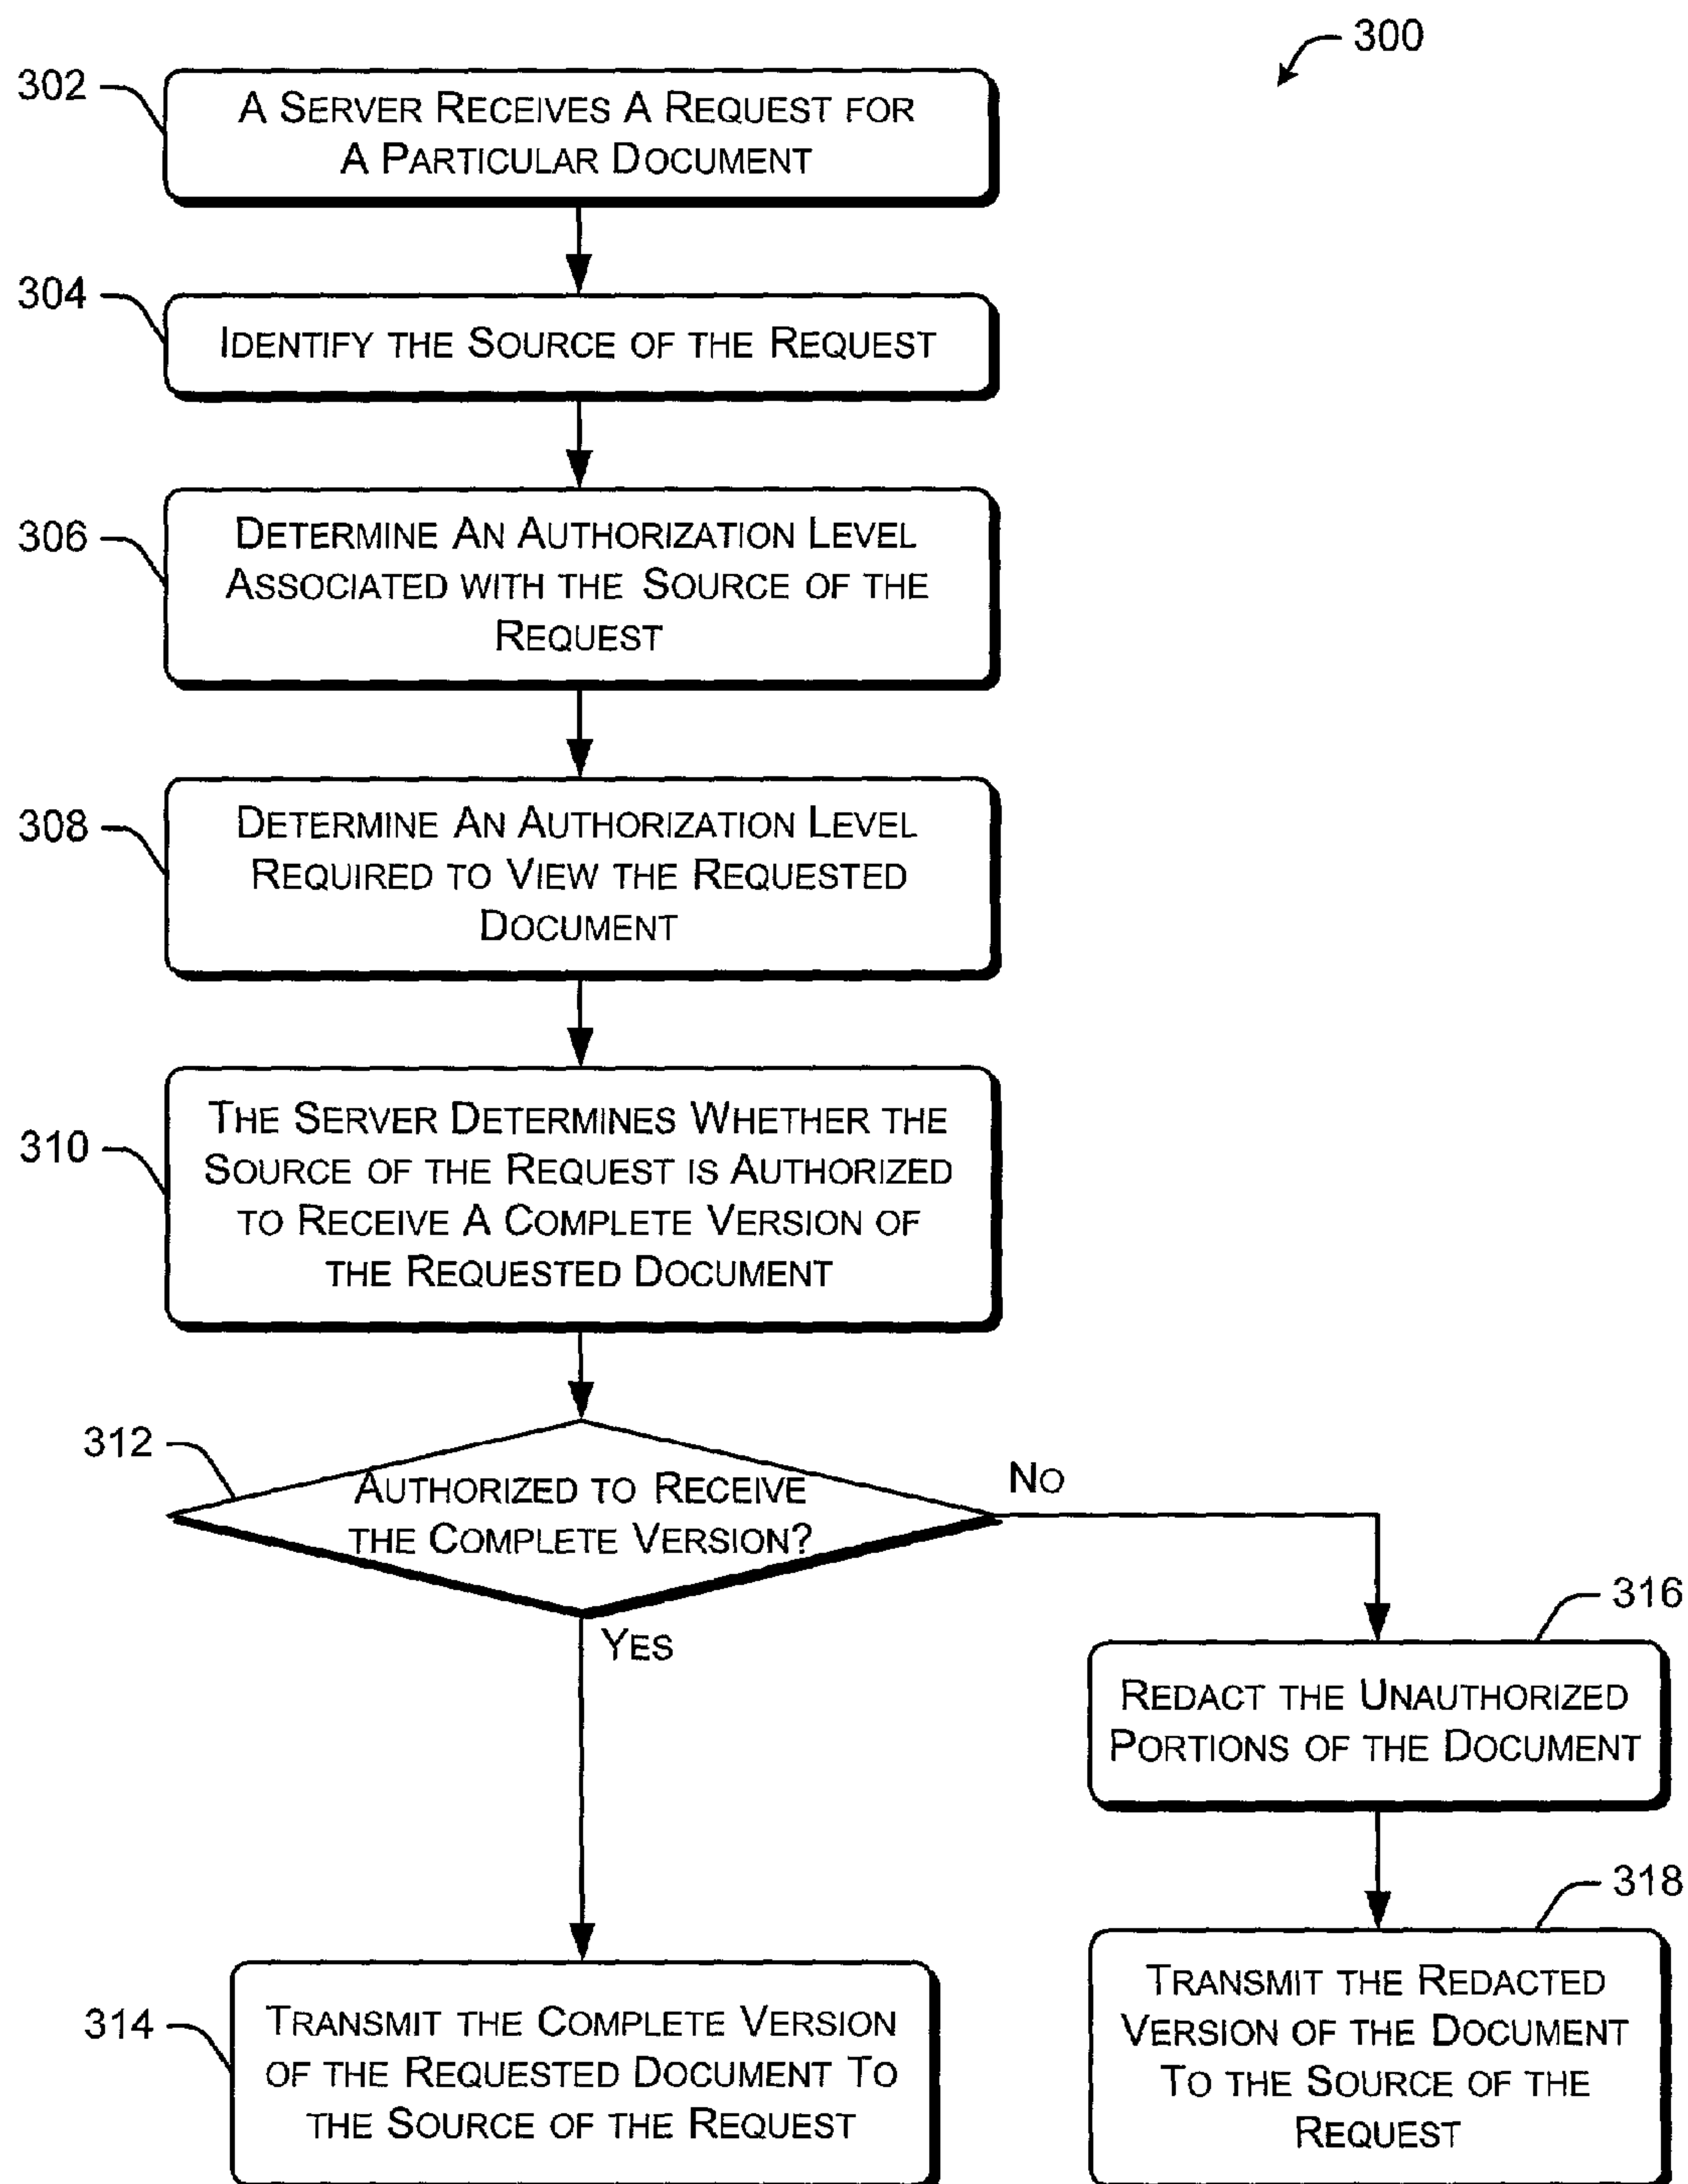 300
302
A SERVER RECEIVES A REQUEST FOR
A PARTICULAR DOCUMENT
304
IDENTIFY THE SOURCE OF THE REQUEST
306
DETERMINE AN AUTHORIZATION LEVEL
ASSOCIATED WITH THE SOURCE OF THE
REQUEST
308
DETERMINE AN AUTHORIZATION LEVEL
REQUIRED TO VIEW THE REQUESTED
DOCUMENT
310
THE SERVER DETERMINES WHETHER THE
SOURCE OF THE REQUEST IS AUTHORIZED
TO RECEIVE A COMPLETE VERSION OF
THE REQUESTED DOCUMENT
312
AUTHORIZED TO RECEIVE
THE COMPLETE VERSION?
NO
YES
316
REDACT THE UNAUTHORIZED
PORTIONS OF THE DOCUMENT
314
TRANSMIT THE COMPLETE VERSION
OF THE REQUESTED DOCUMENT TO
THE SOURCE OF THE REQUEST
318
TRANSMIT THE REDACTED
VERSION OF THE DOCUMENT
TO THE SOURCE OF THE
REQUEST